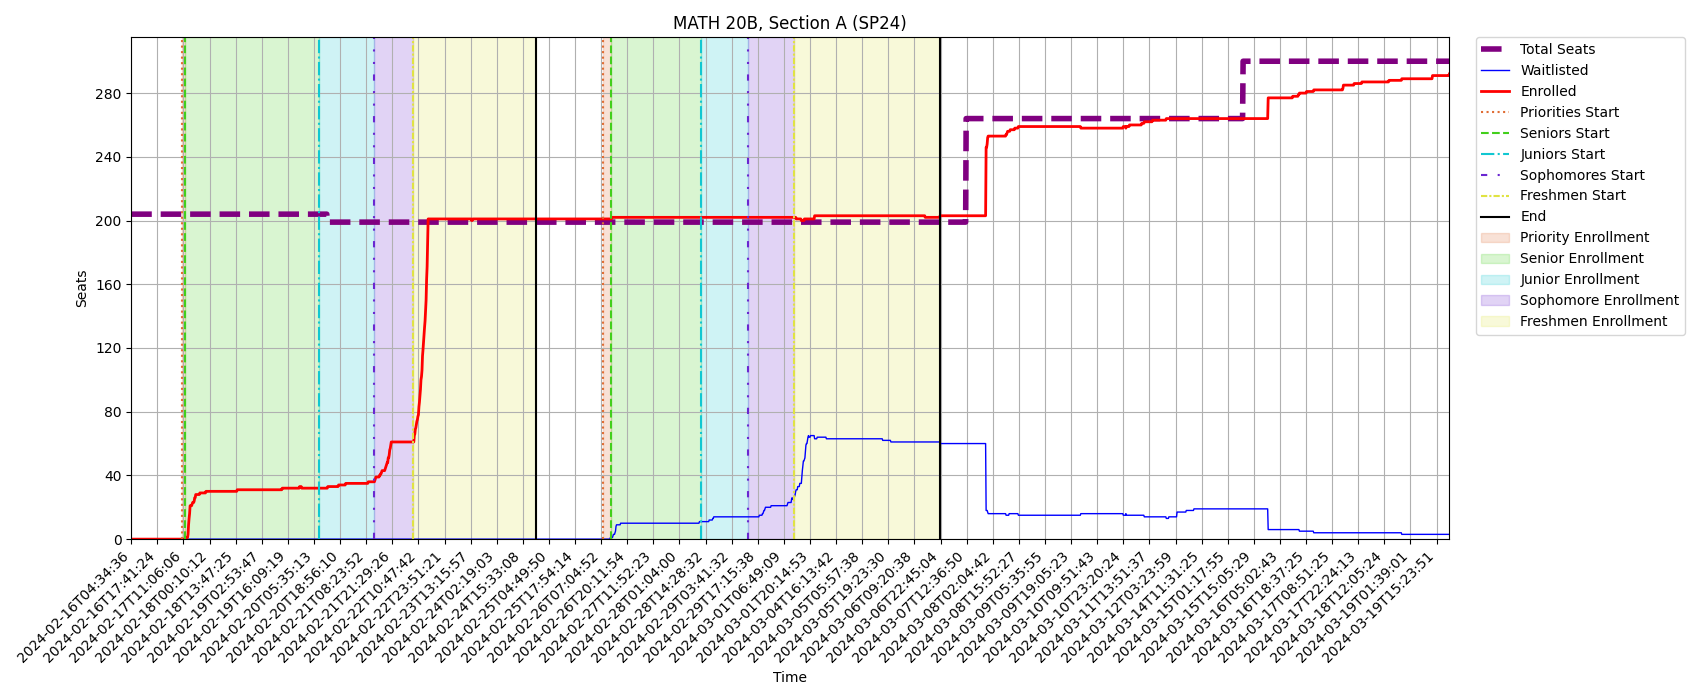 MATH 20B, Section A (SP24)
Seats
280
240
200
160
120
80
40
0
2024-02-16T04:34:36
2024-02-16T17:41:24
2024-02-17T11:06:06
2024-02-18T00:10:12
2024-02-18T13:47:25
2024-02-19T02:53:47
2024-02-19T16:09:19
2024-02-20T05:35:13
2024-02-20T18:56:10
2024-02-21T08:23:52
2024-02-21T21:29:26
2024-02-22T10:47:42
2024-02-22T23:51:21
2024-02-23T13:15:57
2024-02-24T02:19:03
2024-02-24T15:33:08
2024-02-25T04:49:50
2024-02-25T17:54:14
2024-02-26T07:04:52
2024-02-26T20:11:54
2024-02-27T11:52:23
2024-02-28T01:04:00
2024-02-28T14:28:32
2024-02-29T03:41:32
2024-02-29T17:15:38
2024-03-01T06:49:09
2024-03-01T20:14:53
2024-03-04T16:13:42
2024-03-05T05:57:38
2024-03-05T19:23:30
2024-03-06T09:20:38
2024-03-06T22:45:04
2024-03-07T12:36:50
2024-03-08T02:04:42
2024-03-08T15:52:27
2024-03-09T05:35:55
2024-03-09T19:05:23
2024-03-10T09:51:43
2024-03-10T23:20:24
2024-03-11T13:51:37
2024-03-12T03:23:59
2024-03-14T11:31:25
2024-03-15T01:17:55
2024-03-15T15:05:29
2024-03-16T05:02:43
2024-03-16T18:37:25
2024-03-17T08:51:25
2024-03-17T22:24:13
2024-03-18T12:05:24
2024-03-19T01:39:01
2024-03-19T15:23:51
Time
Total Seats
Waitlisted
Enrolled
Priorities Start
Seniors Start
Juniors Start
Sophomores Start
Freshmen Start
End
Priority Enrollment
Senior Enrollment
Junior Enrollment
Sophomore Enrollment
Freshmen Enrollment